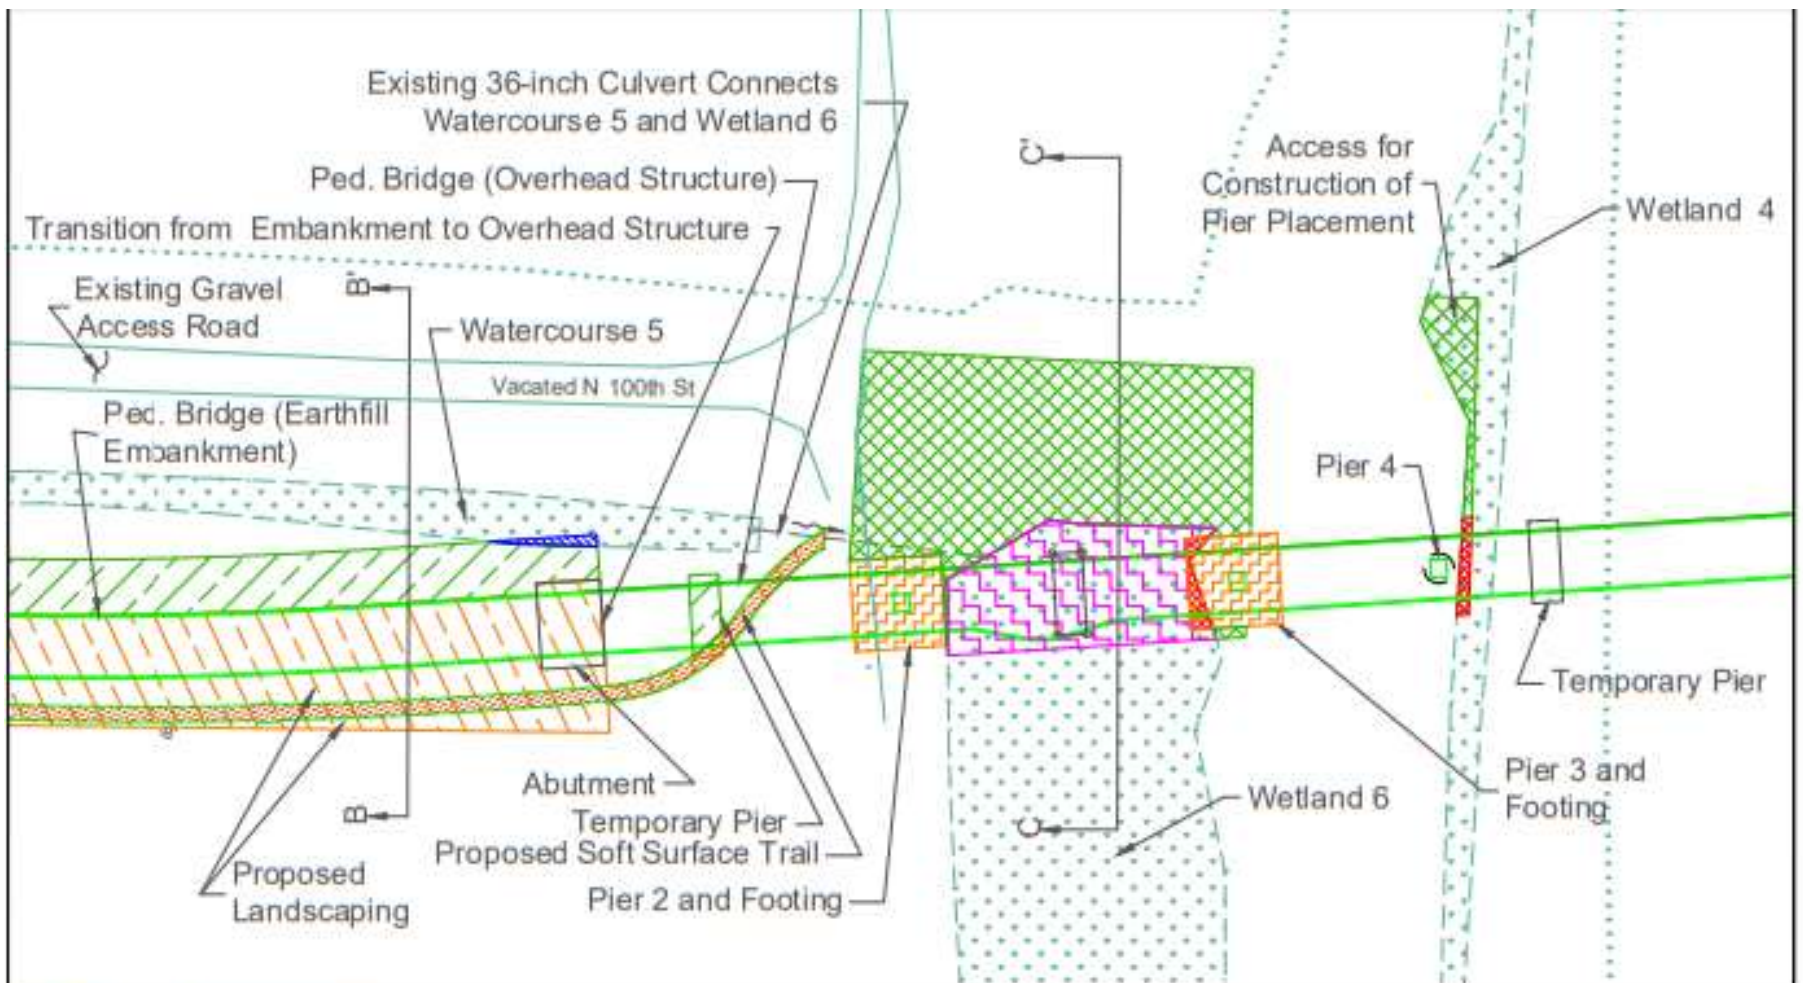 Existing 36-inch Culvert Connects
Watercourse 5 and Wetland 6
Ped. Bridge (Overhead Structure)
Transition from Embankment to Overhead Structure
Existing Gravel
Access Road
B'
Watercourse 5
Vacated N 100th St
Ped. Bridge (Earthfill
Embankment)
C'
Access for
Construction of
Pier Placement
Wetland 4
Pier 4
Temporary Pier
Pier 3 and
Footing
Wetland 6
C
B
Abutment
Temporary Pier
Proposed Soft Surface Trail
Pier 2 and Footing
Proposed
Landscaping